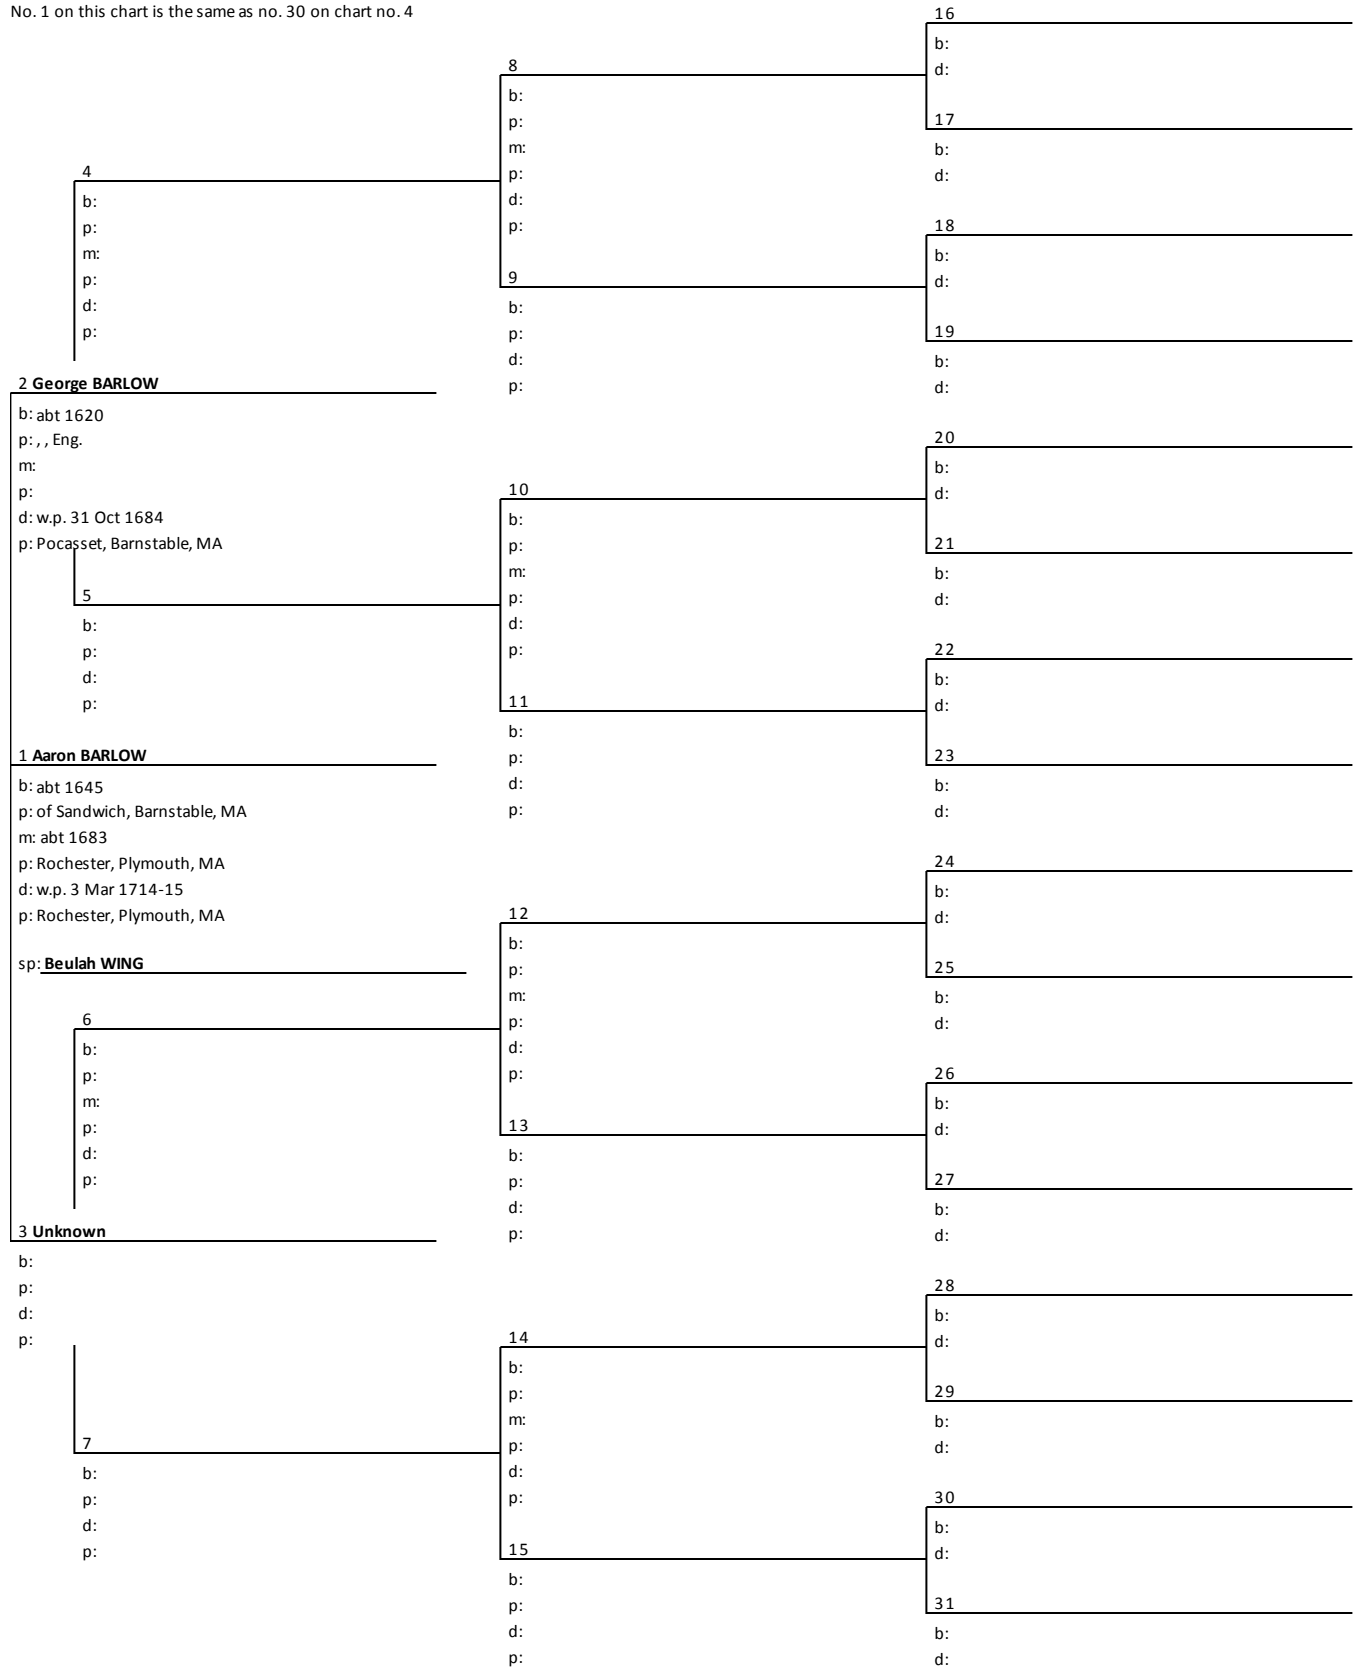 No. 1 on this chart is the same as no. 30 on chart no. 4
4
b:
p:
m:
p:
d:
p:
2 George BARLOW
b: abt 1620
p: , , Eng.
m:
p:
d: w.p. 31 Oct 1684
p: Pocasset, Barnstable, MA
5
b:
p:
d:
p:
1 Aaron BARLOW
b: abt 1645
p: of Sandwich, Barnstable, MA
m: abt 1683
p: Rochester, Plymouth, MA
d: w.p. 3 Mar 1714-15
p: Rochester, Plymouth, MA
sp: Beulah WING
6
b:
p:
m:
p:
d:
p:
3 Unknown
b:
p:
d:
p:
7
b:
p:
d:
p:
8
b:
p:
m:
p:
d:
p:
9
b:
p:
d:
p:
10
b:
p:
m:
p:
d:
p:
11
b:
p:
d:
p:
12
b:
p:
m:
p:
d:
p:
13
b:
p:
d:
p:
14
b:
p:
m:
p:
d:
p:
15
b:
p:
d:
p:
16
b:
d:
17
b:
d:
18
b:
d:
19
b:
d:
20
b:
d:
21
b:
d:
22
b:
d:
23
b:
d:
24
b:
d:
25
b:
d:
26
b:
d:
27
b:
d:
28
b:
d:
29
b:
d:
30
b:
d:
31
b:
d: